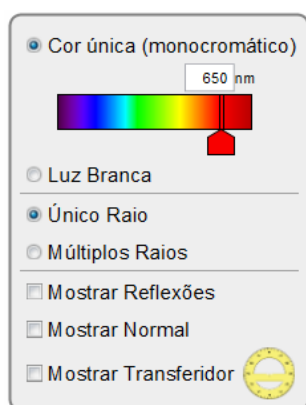 Cor única (monocromático)
650 nm
Luz Branca
Único Raio
Múltiplos Raios
Mostrar Reflexões
Mostrar Normal
Mostrar Transferidor